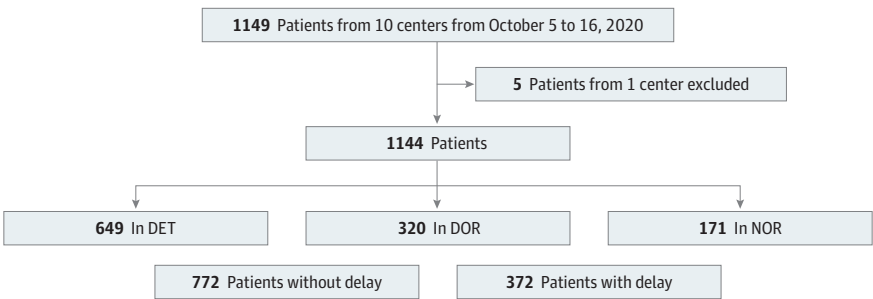 1149 Patients from 10 centers from October 5 to 16, 2020
5 Patients from 1 center excluded
1144 Patients
649 In DET
320 In DOR
171 In NOR
772 Patients without delay
372 Patients with delay